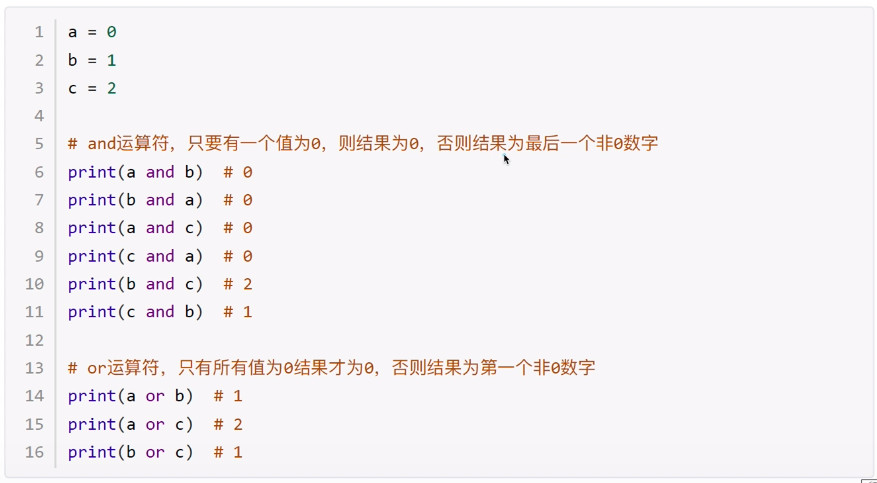 1 a = 0
2 b = 1
3 c = 2
4
5 # and运算符，只要有一个值为0，则结果为0，否则结果为最后一个非0数字
6 print(a and b)  # 0
7 print(b and a)  # 0
8 print(a and c)  # 0
9 print(c and a)  # 0
10 print(b and c)  # 2
11 print(c and b)  # 1
12
13 # or运算符，只有所有值为0结果才为0，否则结果为第一个非0数字
14 print(a or b)  # 1
15 print(a or c)  # 2
16 print(b or c)  # 1